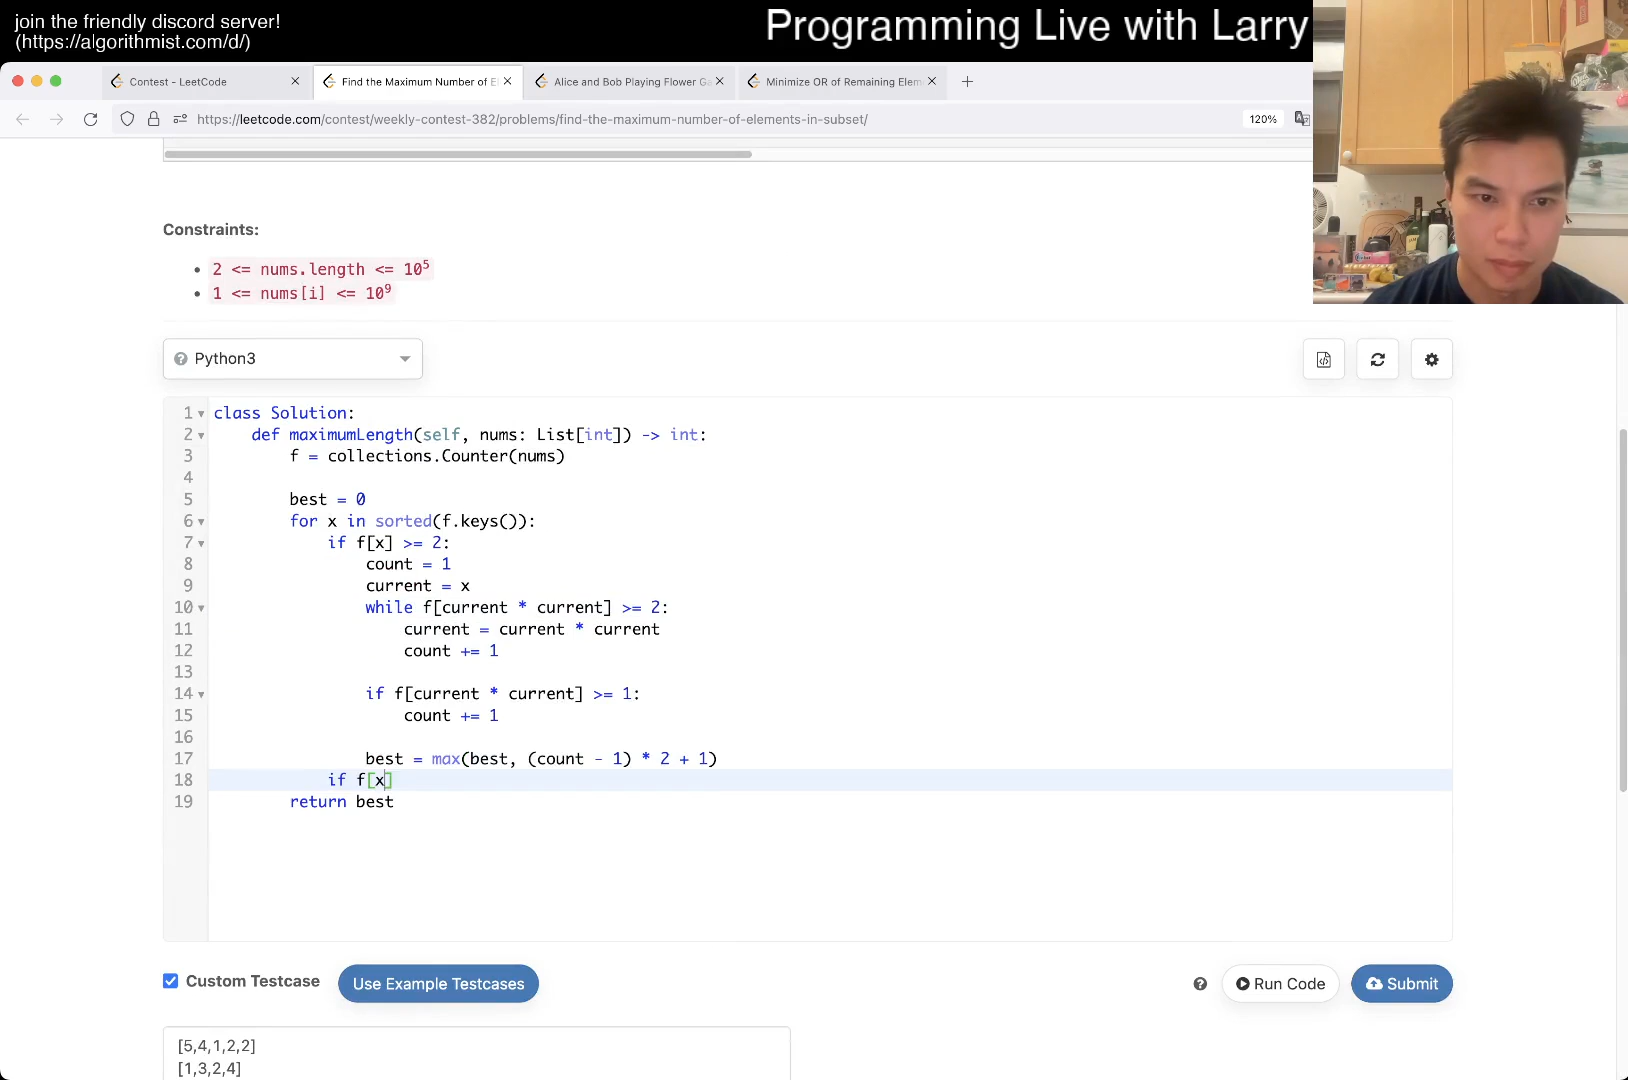 join the friendly discord server!
(https://algorithmist.com/d/)
Programming Live with Larry
Contest - LeetCode
Find the Maximum Number of El
Alice and Bob Playing Flower Ga
Minimize OR of Remaining Elem
https://leetcode.com/contest/weekly-contest-382/problems/find-the-maximum-number-of-elements-in-subset/
120%
Constraints:
• 2 <= nums.length <= 10⁵
• 1 <= nums[i] <= 10⁹
Python3
1 class Solution:
2     def maximumLength(self, nums: List[int]) -> int:
3         f = collections.Counter(nums)
4
5         best = 0
6         for x in sorted(f.keys()):
7             if f[x] >= 2:
8                 count = 1
9                 current = x
10                 while f[current * current] >= 2:
11                     current = current * current
12                     count += 1
13
14                 if f[current * current] >= 1:
15                     count += 1
16
17                 best = max(best, (count - 1) * 2 + 1)
18             if f[x]
19         return best
Custom Testcase
Use Example Testcases
Run Code
Submit
[5,4,1,2,2]
[1,3,2,4]